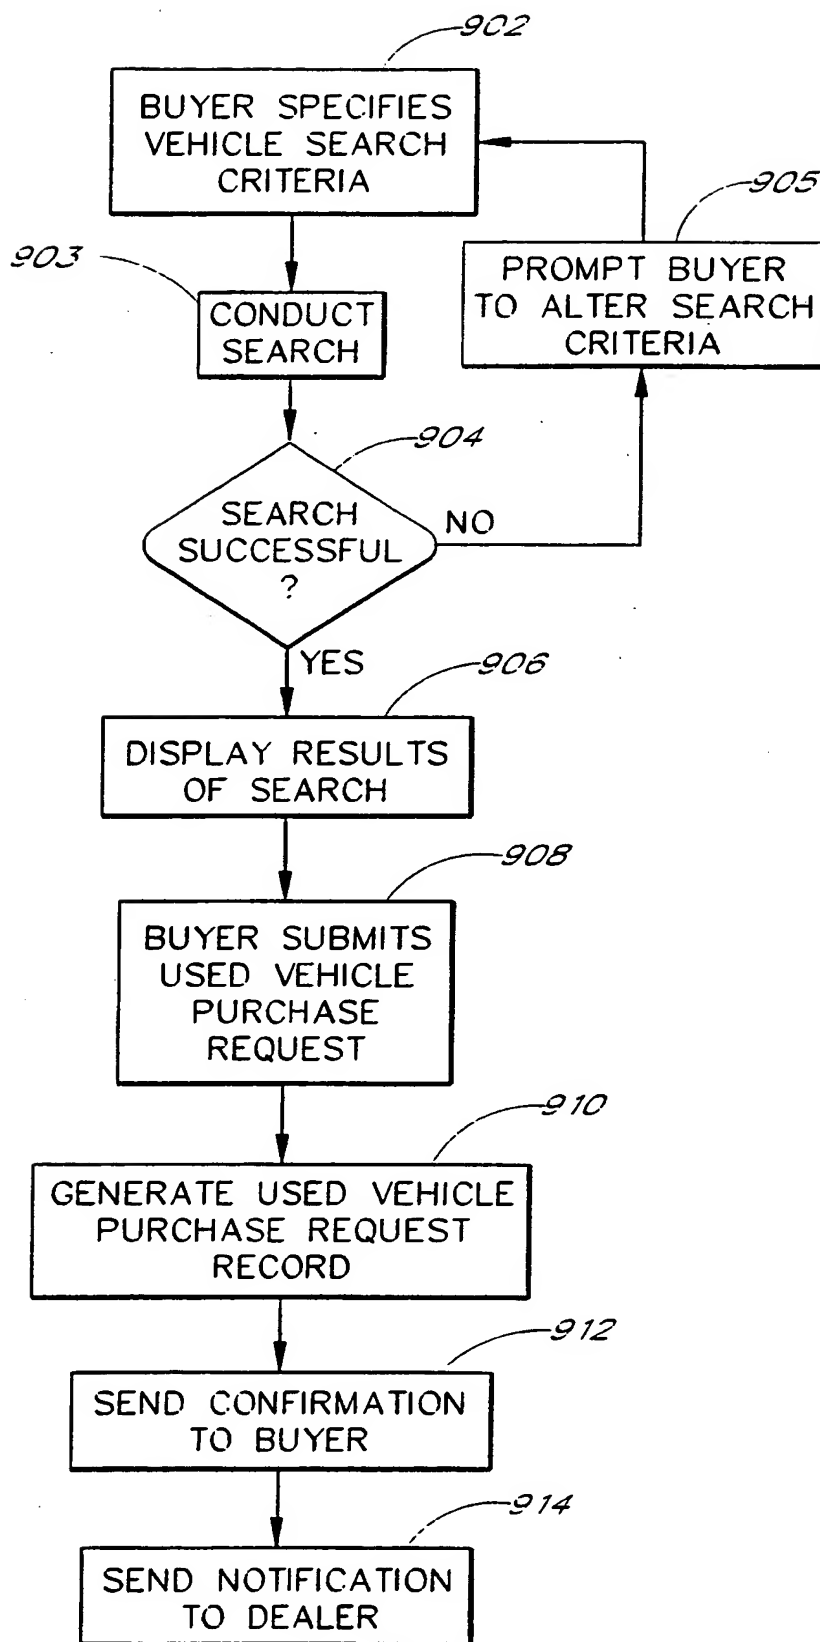 902
BUYER SPECIFIES
VEHICLE SEARCH
CRITERIA
905
903
PROMPT BUYER
TO ALTER SEARCH
CRITERIA
CONDUCT
SEARCH
904
SEARCH
SUCCESSFUL
?
NO
YES
906
DISPLAY RESULTS
OF SEARCH
908
BUYER SUBMITS
USED VEHICLE
PURCHASE
REQUEST
910
GENERATE USED VEHICLE
PURCHASE REQUEST
RECORD
912
SEND CONFIRMATION
TO BUYER
914
SEND NOTIFICATION
TO DEALER